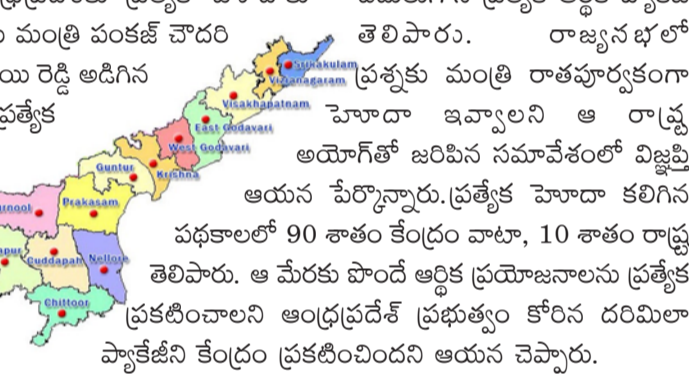 మంత్రి పంకజ్ చౌదరి తెలిపారు. రాజ్యసభలో
రెడ్డి అడిగిన ప్రశ్నకు మంత్రి రాతపూర్వకంగా
ప్రత్యేక హెూదా ఇవ్వాలని ఆ రాష్ట్ర
అయోగ్‌తో జరిపిన సమావేశంలో విజ్ఞప్తి
ఆయన పేర్కొన్నారు.ప్రత్యేక హెూదా కలిగిన
పథకాలలో 90 శాతం కేంద్రం వాటా, 10 శాతం రాష్ట్ర
తెలిపారు. ఆ మేరకు పొందే ఆర్థిక ప్రయోజనాలను ప్రత్యేక
ప్రకటించాలని ఆంధ్రప్రదేశ్ ప్రభుత్వం కోరిన దరిమిలా
ప్యాకేజీని కేంద్రం ప్రకటించిందని ఆయన చెప్పారు.
Srikakulam
Vizianagaram
Visakhapatnam
East Godavari
West Godavari
Krishna
Guntur
Prakasam
Cuddapah
Nellore
Chittoor